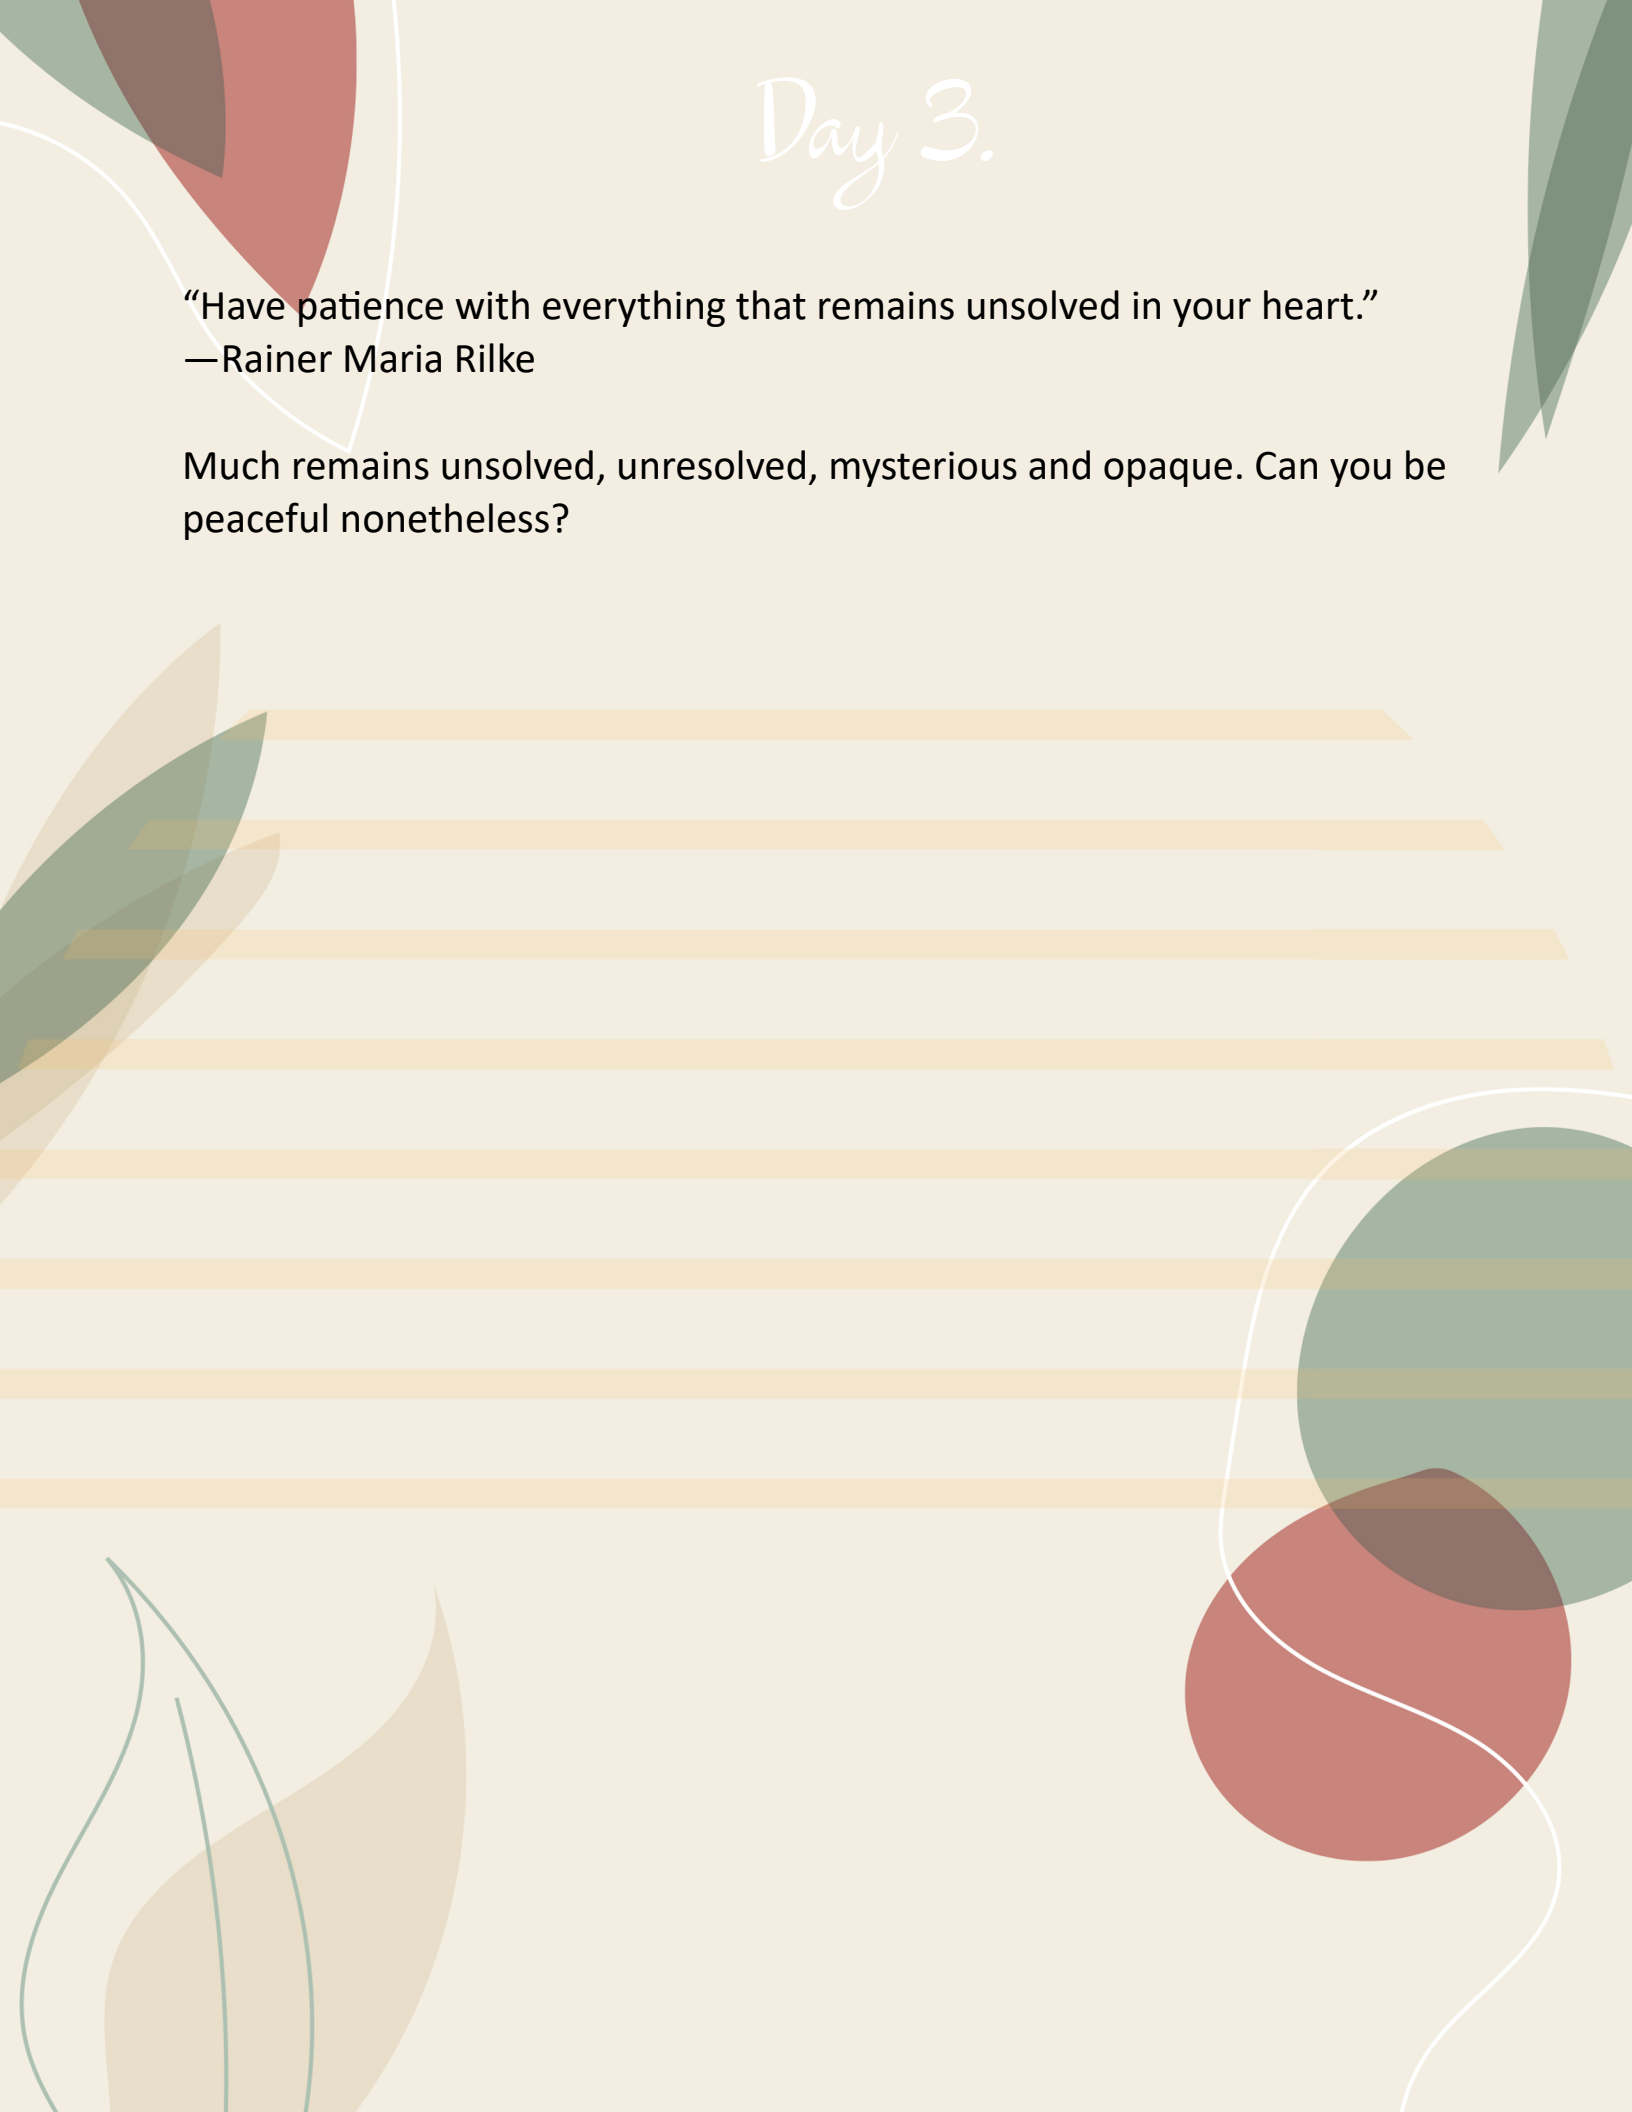 Day 3.
“Have patience with everything that remains unsolved in your heart.”
—Rainer Maria Rilke
Much remains unsolved, unresolved, mysterious and opaque. Can you be
peaceful nonetheless?